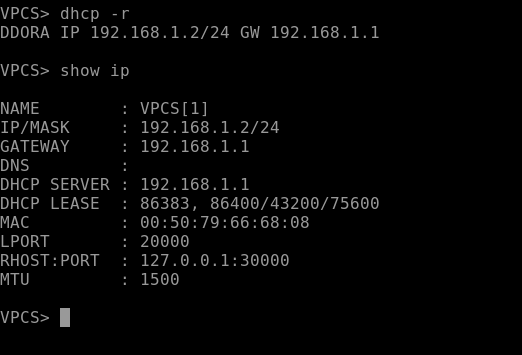 VPCS> dhcp -r
DDORA IP 192.168.1.2/24 GW 192.168.1.1
VPCS> show ip
NAME        : VPCS[1]
IP/MASK     : 192.168.1.2/24
GATEWAY     : 192.168.1.1
DNS         :
DHCP SERVER : 192.168.1.1
DHCP LEASE  : 86383, 86400/43200/75600
MAC         : 00:50:79:66:68:08
LPORT       : 20000
RHOST:PORT  : 127.0.0.1:30000
MTU         : 1500
VPCS>